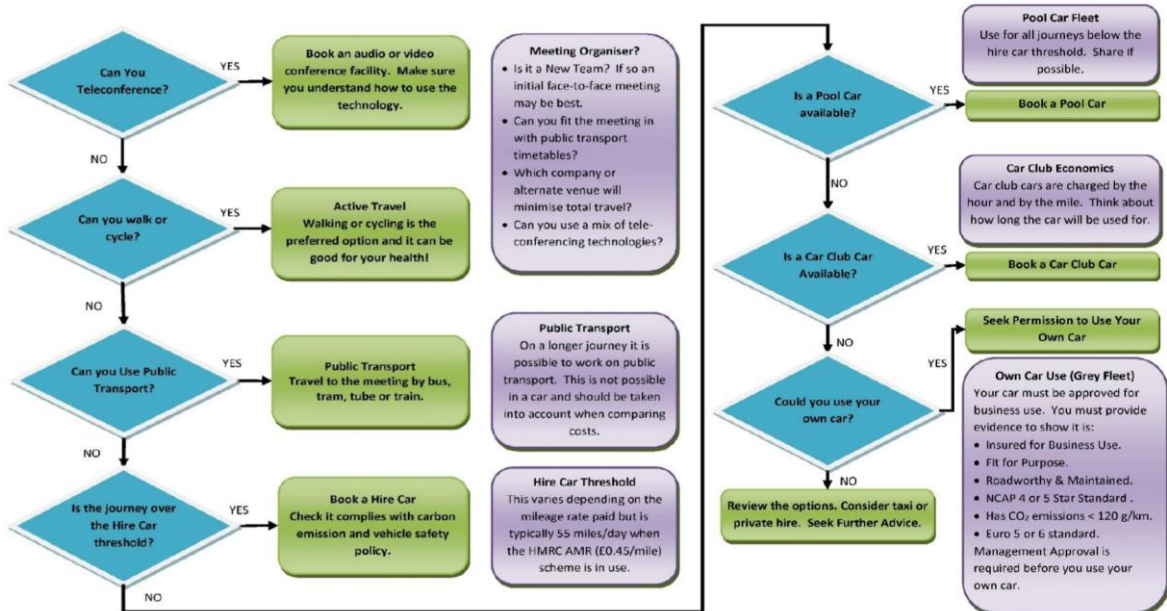 Can You
Teleconference?
YES
Book an audio or video
conference facility. Make sure
you understand how to use the
technology.
NO
Can you walk or
cycle?
YES
Active Travel
Walking or cycling is the
preferred option and it can be
good for your health!
NO
Can you Use Public
Transport?
YES
Public Transport
Travel to the meeting by bus,
tram, tube or train.
NO
Is the journey over
the Hire Car
threshold?
YES
Book a Hire Car
Check it complies with carbon
emission and vehicle safety
policy.
NO
Meeting Organiser?
• Is it a New Team? If so an
initial face-to-face meeting
may be best.
• Can you fit the meeting in
with public transport
timetables?
• Which company or
alternate venue will
minimise total travel?
• Can you use a mix of tele-
conferencing technologies?
Public Transport
On a longer journey it is
possible to work on public
transport. This is not possible
in a car and should be taken
into account when comparing
costs.
Hire Car Threshold
This varies depending on the
mileage rate paid but is
typically 55 miles/day when
the HMRC AMR (£0.45/mile)
scheme is in use.
Is a Pool Car
available?
YES
Pool Car Fleet
Use for all journeys below the
hire car threshold. Share if
possible.
Book a Pool Car
NO
Is a Car Club Car
Available?
YES
Car Club Economics
Car club cars are charged by the
hour and by the mile. Think about
how long the car will be used for.
Book a Car Club Car
NO
Could you use your
own car?
YES
Seek Permission to Use Your
Own Car
Own Car Use (Grey Fleet)
Your car must be approved for
business use. You must provide
evidence to show it is:
• Insured for Business Use.
• Fit for Purpose.
• Roadworthy & Maintained.
• NCAP 4 or 5 Star Standard .
• Has CO₂ emissions < 120 g/km.
• Euro 5 or 6 standard.
Management Approval is
required before you use your
own car.
NO
Review the options. Consider taxi or
private hire. Seek Further Advice.